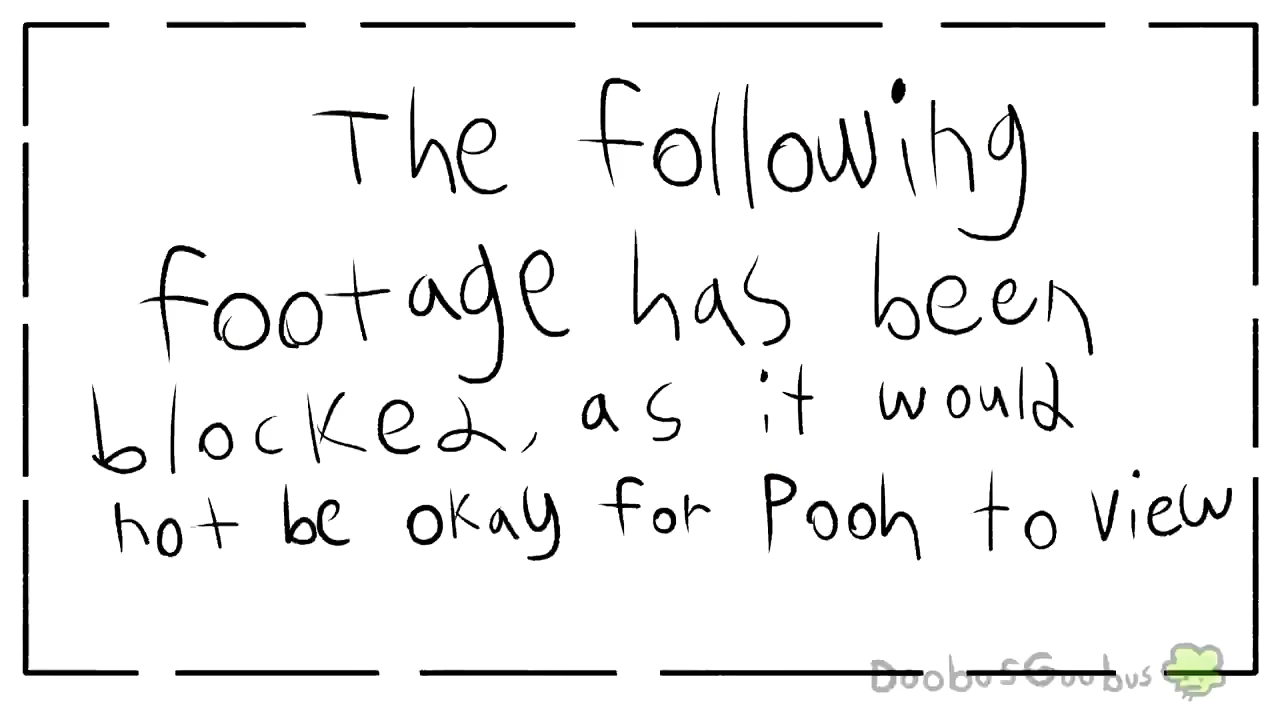 The following
footage has been
blocked, as it would
not be okay for Pooh to view
DoobusGoobus